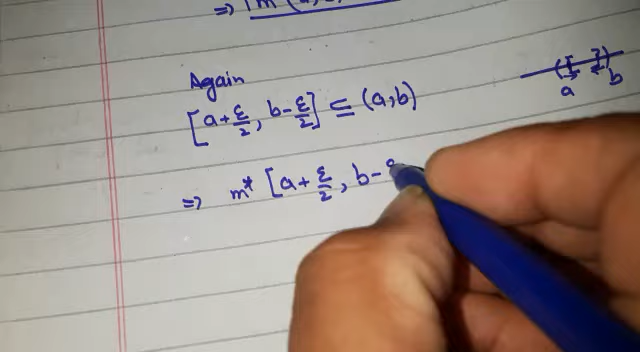 ⇒ m
Again
[a+ε/2, b-ε/2] ⊆ (a,b)
([ ])
a b
⇒ m* [a+ε/2, b-